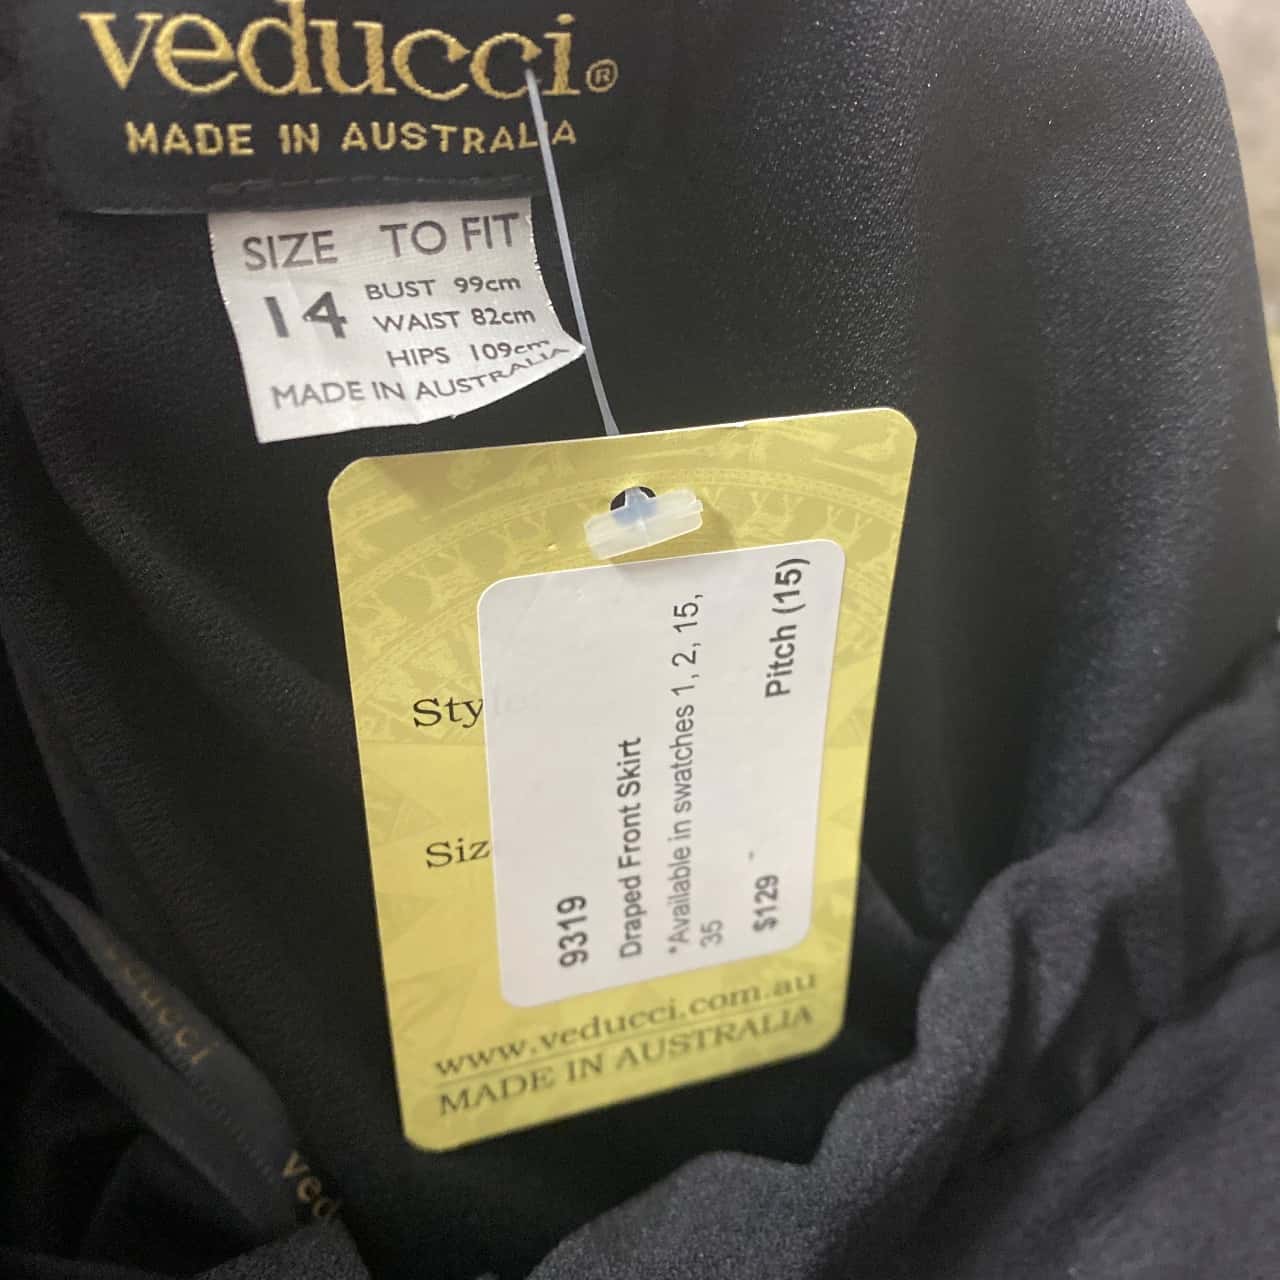 veducci®
MADE IN AUSTRALIA
SIZE TO FIT
14 BUST 99cm
WAIST 82cm
HIPS 109cm
MADE IN AUSTRALIA
Style:
Siz
9319
Draped Front Skirt
*Available in swatches 1, 2, 15,
35
$129
Pitch (15)
www.veducci.com.au
MADE IN AUSTRALIA
veducci
ved